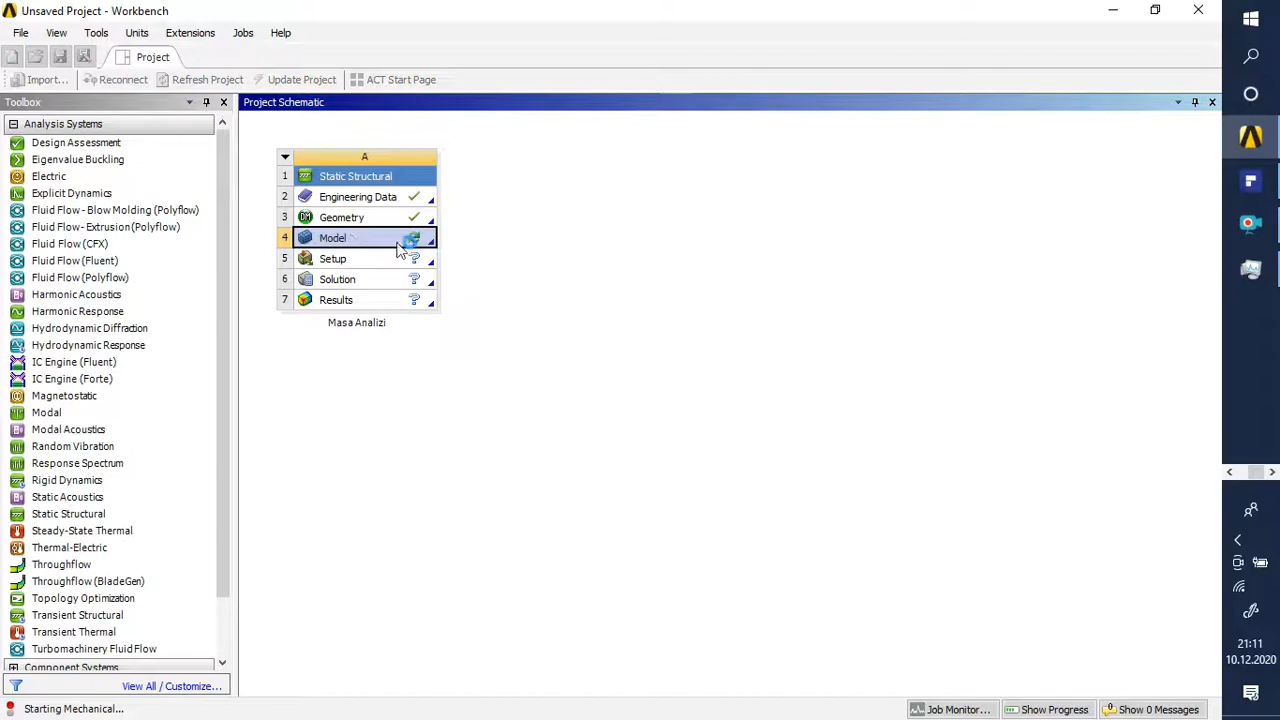 Unsaved Project - Workbench
File View Tools Units Extensions Jobs Help
Project
Import... Reconnect Refresh Project Update Project ACT Start Page
Toolbox
Project Schematic
Analysis Systems
Design Assessment
Eigenvalue Buckling
Electric
Explicit Dynamics
Fluid Flow - Blow Molding (Polyflow)
Fluid Flow- Extrusion(Polyflow)
Fluid Flow (CFX)
Fluid Flow (Fluent)
Fluid Flow (Polyflow)
Harmonic Acoustics
Harmonic Response
Hydrodynamic Diffraction
Hydrodynamic Response
IC Engine (Fluent)
IC Engine (Forte)
Magnetostatic
Modal
Modal Acoustics
Random Vibration
Response Spectrum
Rigid Dynamics
Static Acoustics
Static Structural
Steady-State Thermal
Thermal-Electric
Throughflow
Throughflow (BladeGen)
Topology Optimization
Transient Structural
Transient Thermal
Turbomachinery Fluid Flow
Component Systems
View All / Customize...
A
1 Static Structural
2 Engineering Data
3 Geometry
4 Model
5 Setup ?
6 Solution ?
7 Results ?
Masa Analizi
Starting Mechanical...
Job Monitor... Show Progress Show 0 Messages
21:11
10.12.2020